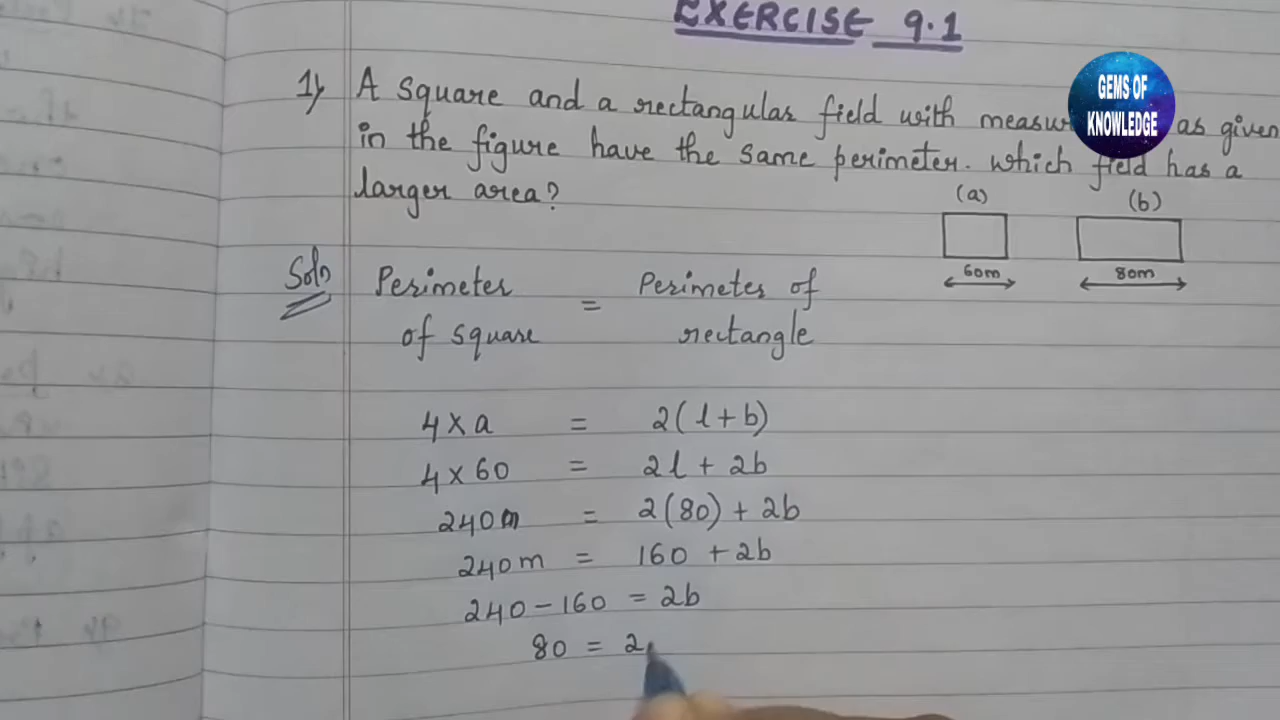 EXERCISE 9.1
1) A square and a rectangular field with measu as given
in the figure have the same perimeter. which field has a
larger area?
GEMS OF
KNOWLEDGE
(a) (b)
60m 80m
Soln Perimeter = Perimeter of
of square rectangle
4 × a = 2(l + b)
4 × 60 = 2l + 2b
240m = 2(80) + 2b
240m = 160 + 2b
240 - 160 = 2b
80 = 2